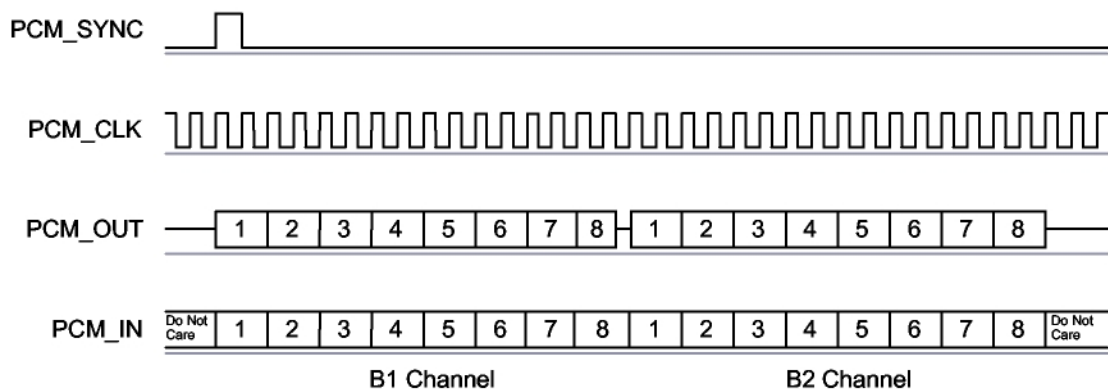 PCM_SYNC
PCM_CLK
PCM_OUT 1 2 3 4 5 6 7 8 1 2 3 4 5 6 7 8
PCM_IN Do Not Care 1 2 3 4 5 6 7 8 1 2 3 4 5 6 7 8 Do Not Care
B1 Channel B2 Channel